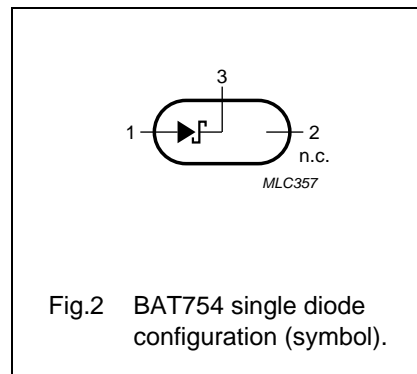 3
1
2
n.c.
MLC357
Fig.2 BAT754 single diode
configuration (symbol).